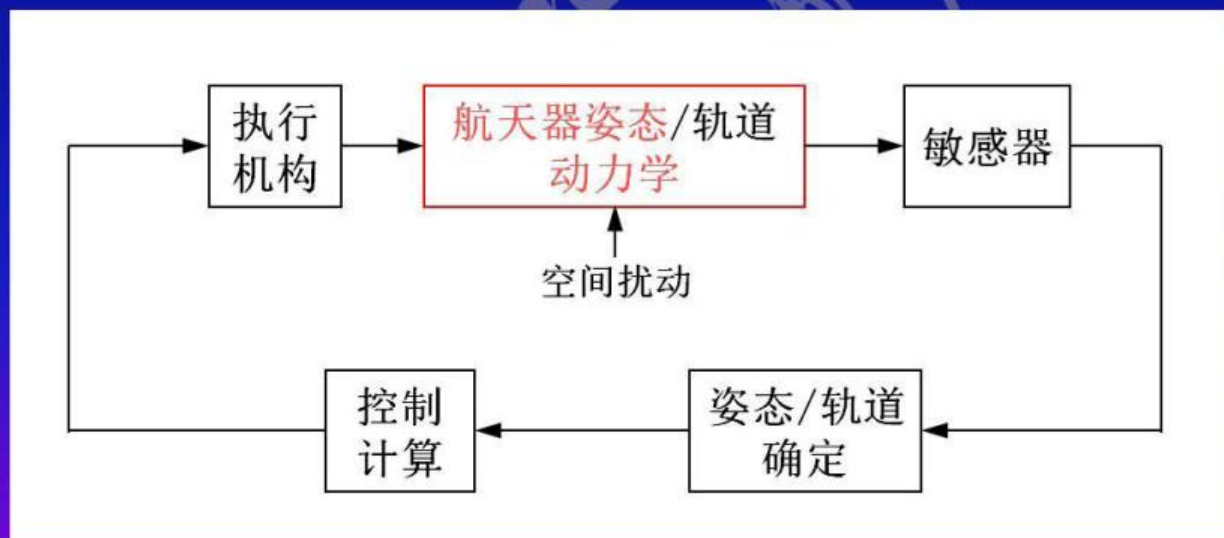 执行
机构
航天器姿态/轨道
动力学
敏感器
空间扰动
控制
计算
姿态/轨道
确定